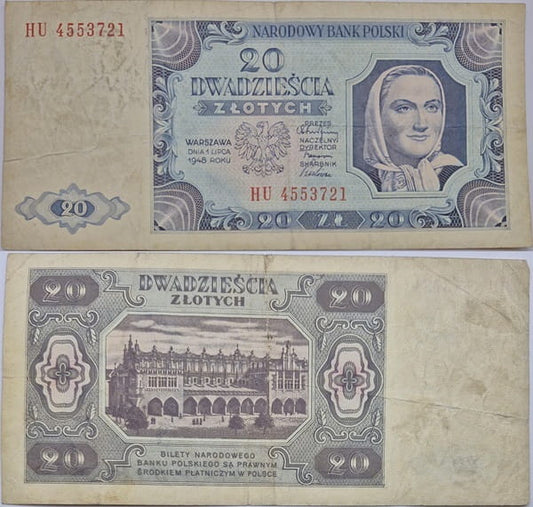 HU 4553721
NARODOWY BANK POLSKI
20
DWADZIEŚCIA
ZŁOTYCH
WARSZAWA
DNIA 1 LIPCA
1948 ROKU
PREZES
NACZELNY
DYREKTOR
SKARBNIK
HU 4553721
20
20 ZŁ 20
20 DWADZIEŚCIA 20
ZŁOTYCH
BILETY NARODOWEGO
BANKU POLSKIEGO SĄ PRAWNYM
20 ŚRODKIEM PŁATNICZYM W POLSCE 20